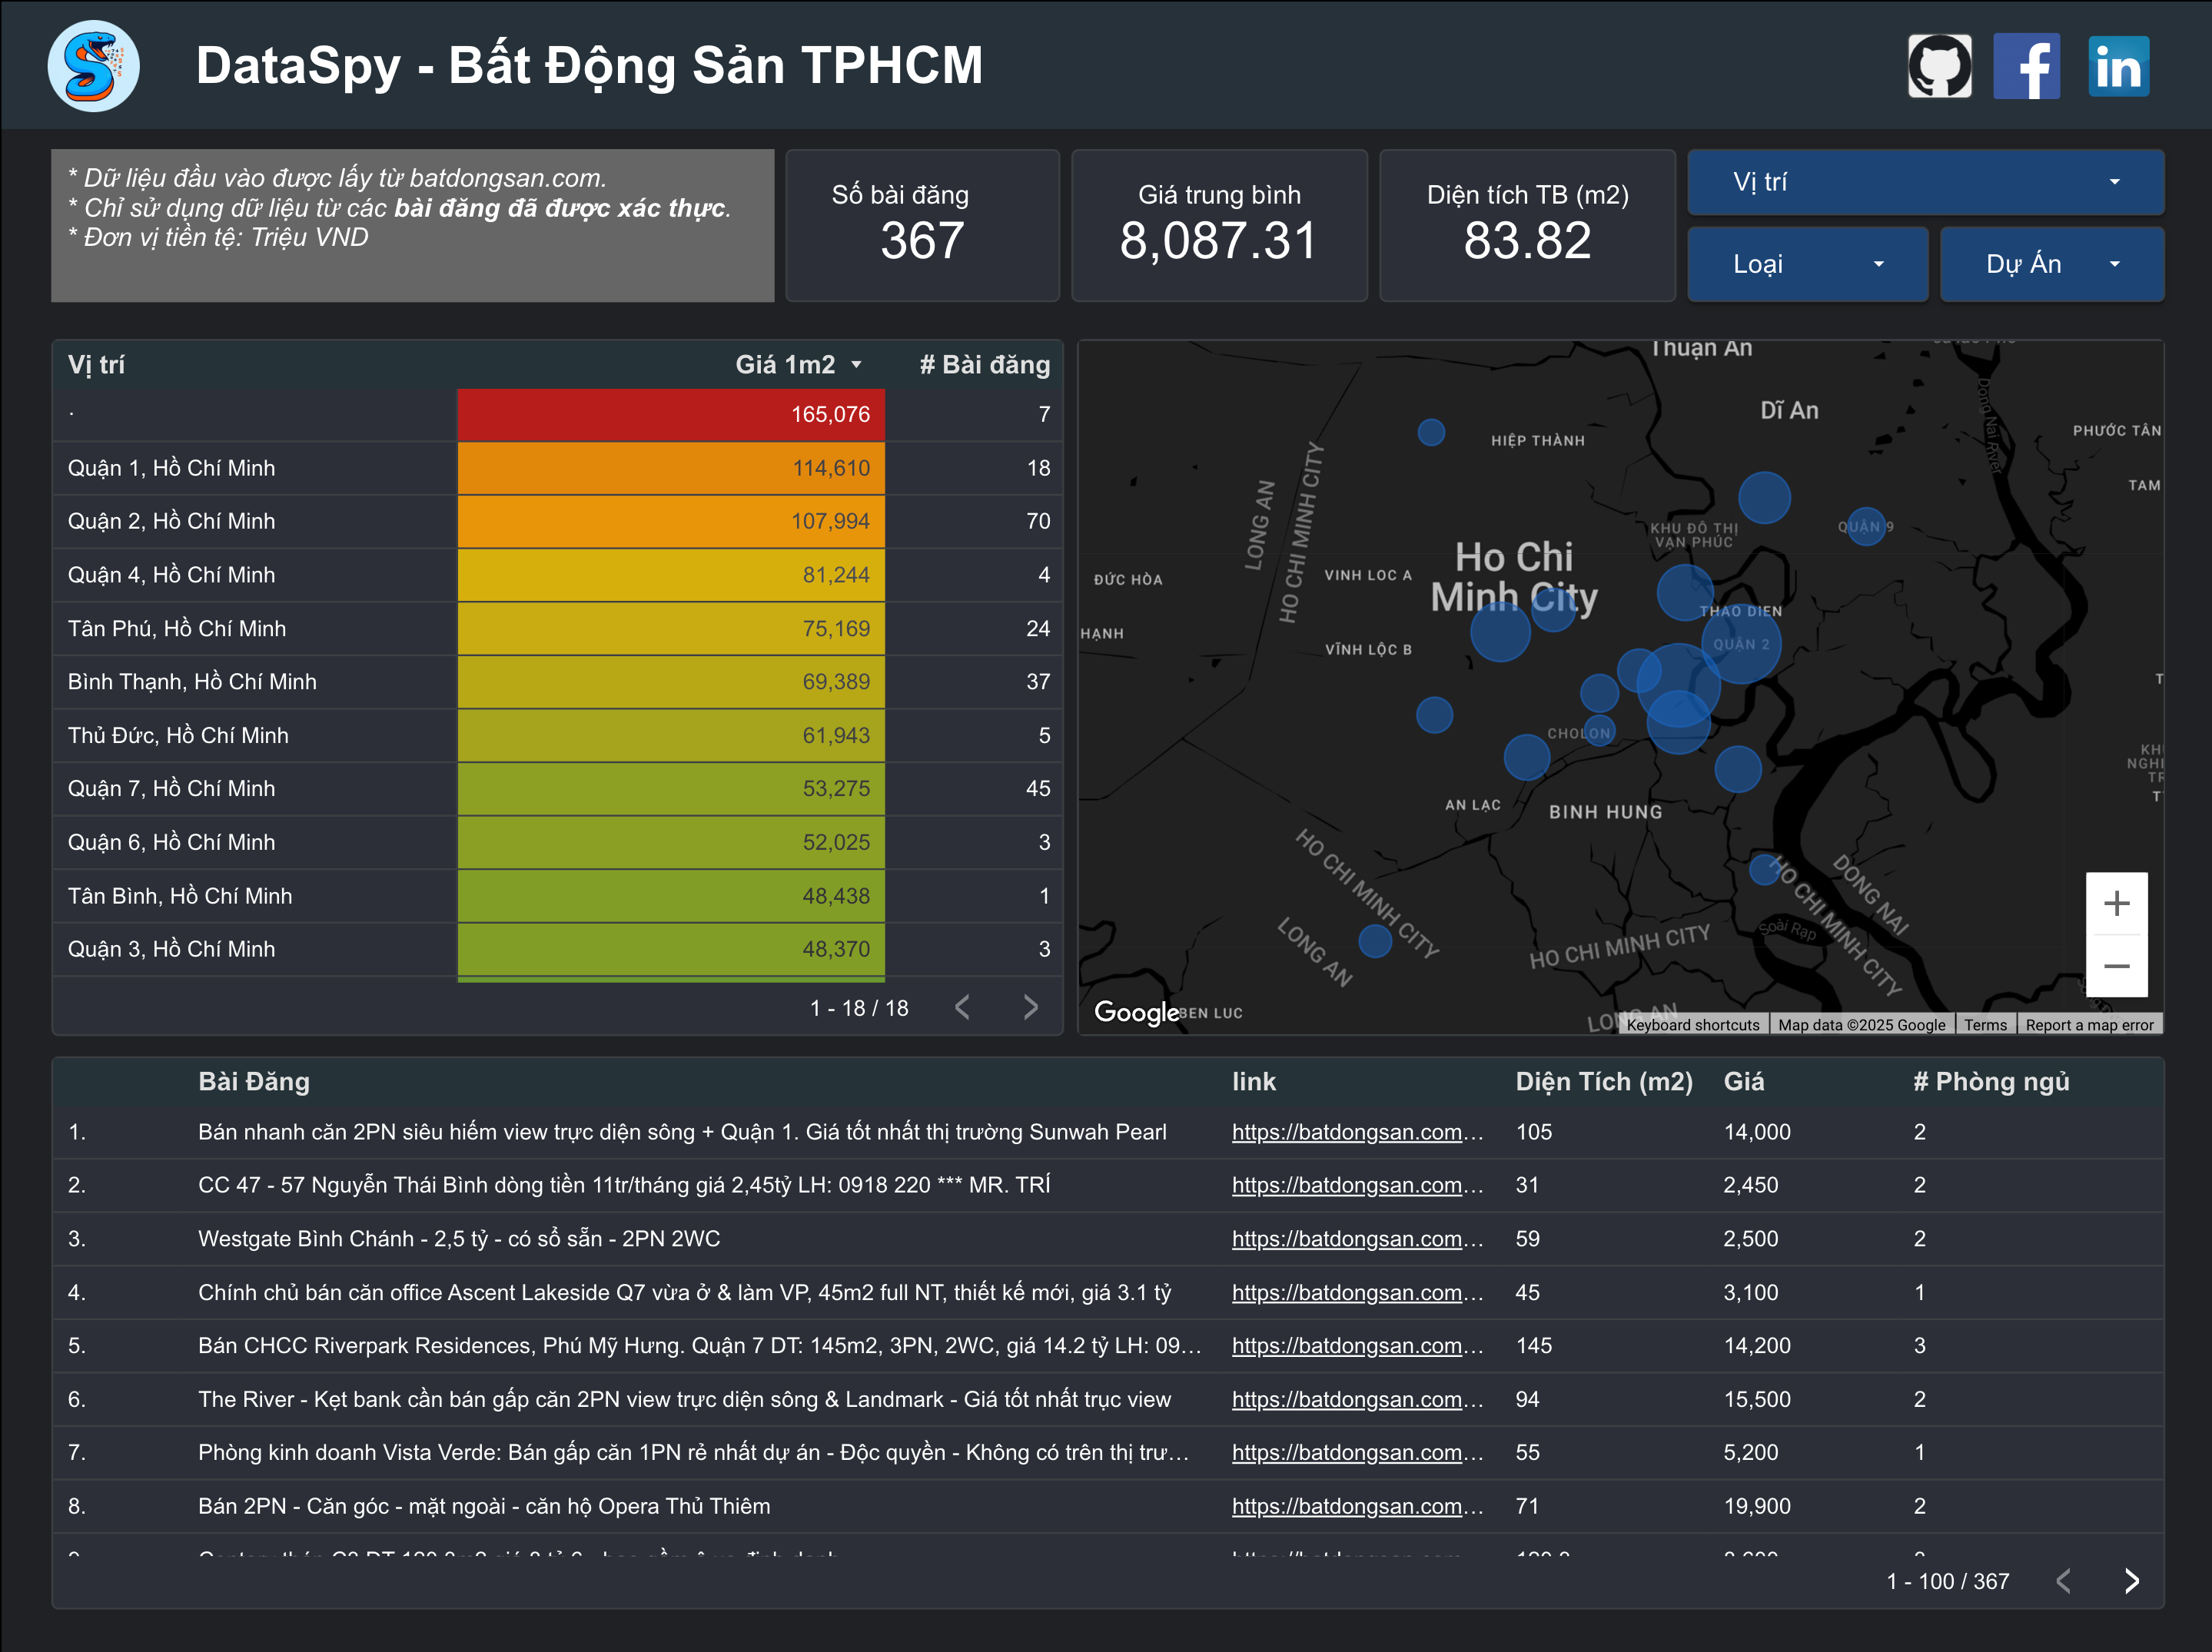 DataSpy - Bất Động Sản TPHCM
* Dữ liệu đầu vào được lấy từ batdongsan.com.
* Chỉ sử dụng dữ liệu từ các bài đăng đã được xác thực.
* Đơn vị tiền tệ: Triệu VND
Số bài đăng
367
Giá trung bình
8,087.31
Diện tích TB (m2)
83.82
Vị trí
Loại
Dự Án
Vị trí Giá 1m2 # Bài đăng
. 165,076 7
Quận 1, Hồ Chí Minh 114,610 18
Quận 2, Hồ Chí Minh 107,994 70
Quận 4, Hồ Chí Minh 81,244 4
Tân Phú, Hồ Chí Minh 75,169 24
Bình Thạnh, Hồ Chí Minh 69,389 37
Thủ Đức, Hồ Chí Minh 61,943 5
Quận 7, Hồ Chí Minh 53,275 45
Quận 6, Hồ Chí Minh 52,025 3
Tân Bình, Hồ Chí Minh 48,438 1
Quận 3, Hồ Chí Minh 48,370 3
1 - 18 / 18
Thuận An
Dĩ An
Dong Nai River
PHƯỚC TÂN
HIỆP THÀNH
TAM
LONG AN
HO CHI MINH CITY
KHU ĐÔ THỊ
VẠN PHÚC
QUẬN 9
Ho Chi
Minh City
ĐỨC HÒA
VINH LOC A
THAO DIEN
HẠNH
VĨNH LỘC B
QUẬN 2
CHOLON
AN LẠC
BINH HUNG
HO CHI MINH CITY
LONG AN
HO CHI MINH CITY
Soài Rạp
DONG NAI
HO CHI MINH CITY
KH
NGHI
TF
T
Google
BEN LUC
LONG AN
Keyboard shortcuts
Map data ©2025 Google
Terms
Report a map error
Bài Đăng link Diện Tích (m2) Giá # Phòng ngủ
1. Bán nhanh căn 2PN siêu hiếm view trực diện sông + Quận 1. Giá tốt nhất thị trường Sunwah Pearl https://batdongsan.com… 105 14,000 2
2. CC 47 - 57 Nguyễn Thái Bình dòng tiền 11tr/tháng giá 2,45tỷ LH: 0918 220 *** MR. TRÍ https://batdongsan.com… 31 2,450 2
3. Westgate Bình Chánh - 2,5 tỷ - có sổ sẵn - 2PN 2WC https://batdongsan.com… 59 2,500 2
4. Chính chủ bán căn office Ascent Lakeside Q7 vừa ở & làm VP, 45m2 full NT, thiết kế mới, giá 3.1 tỷ https://batdongsan.com… 45 3,100 1
5. Bán CHCC Riverpark Residences, Phú Mỹ Hưng. Quận 7 DT: 145m2, 3PN, 2WC, giá 14.2 tỷ LH: 09… https://batdongsan.com… 145 14,200 3
6. The River - Kẹt bank cần bán gấp căn 2PN view trực diện sông & Landmark - Giá tốt nhất trục view https://batdongsan.com… 94 15,500 2
7. Phòng kinh doanh Vista Verde: Bán gấp căn 1PN rẻ nhất dự án - Độc quyền - Không có trên thị trư… https://batdongsan.com… 55 5,200 1
8. Bán 2PN - Căn góc - mặt ngoài - căn hộ Opera Thủ Thiêm https://batdongsan.com… 71 19,900 2
1 - 100 / 367